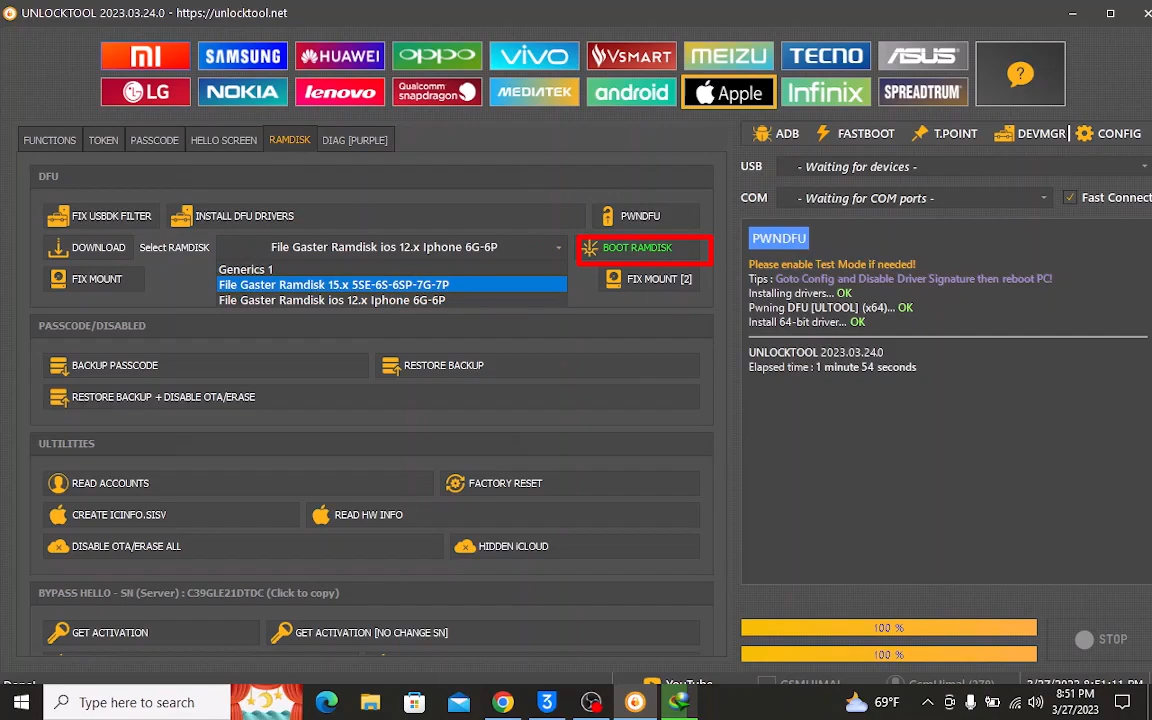 UNLOCKTOOL 2023.03.24.0 - https://unlocktool.net
mi SAMSUNG HUAWEI oppo vivo VSMART MEIZU TECNO ASUS ?
LG NOKIA lenovo Qualcomm snapdragon MEDIATEK android Apple Infinix SPREADTRUM
FUNCTIONS TOKEN PASSCODE HELLO SCREEN RAMDISK DIAG [PURPLE]
ADB FASTBOOT T.POINT DEVMGR CONFIG
DFU
USB - Waiting for devices -
COM - Waiting for COM ports - Fast Connect
FIX USBDK FILTER INSTALL DFU DRIVERS PWNDFU
DOWNLOAD Select RAMDISK File Gaster Ramdisk ios 12.x Iphone 6G-6P BOOT RAMDISK
Generics 1
File Gaster Ramdisk 15.x 5SE-6S-6SP-7G-7P
File Gaster Ramdisk ios 12.x Iphone 6G-6P
FIX MOUNT FIX MOUNT [2]
PASSCODE/DISABLED
BACKUP PASSCODE RESTORE BACKUP
RESTORE BACKUP + DISABLE OTA/ERASE
ULTILITIES
READ ACCOUNTS FACTORY RESET
CREATE ICINFO.SISV READ HW INFO
DISABLE OTA/ERASE ALL HIDDEN iCLOUD
BYPASS HELLO - SN (Server) : C39GLE21DTDC (Click to copy)
GET ACTIVATION GET ACTIVATION [NO CHANGE SN]
PWNDFU
Please enable Test Mode if needed!
Tips : Goto Config and Disable Driver Signature then reboot PC!
Installing drivers... OK
Pwning DFU [ULTOOL] (x64)... OK
Install 64-bit driver... OK
UNLOCKTOOL 2023.03.24.0
Elapsed time : 1 minute 54 seconds
100 %
100 %
STOP
YouTube
Type here to search
3
69°F
8:51 PM
3/27/2023